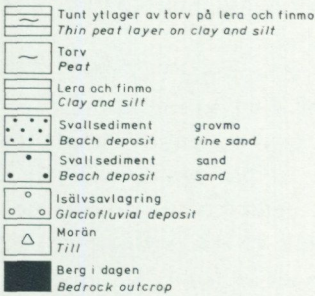 Tunt ytlager av torv på lera och finmo
Thin peat layer on clay and silt
Torv
Peat
Lera och finmo
Clay and silt
Svallsediment grovmo
Beach deposit fine sand
Svallsediment sand
Beach deposit sand
Isälvsavlagring
Glaciofluvial deposit
Morän
Till
Berg i dagen
Bedrock outcrop